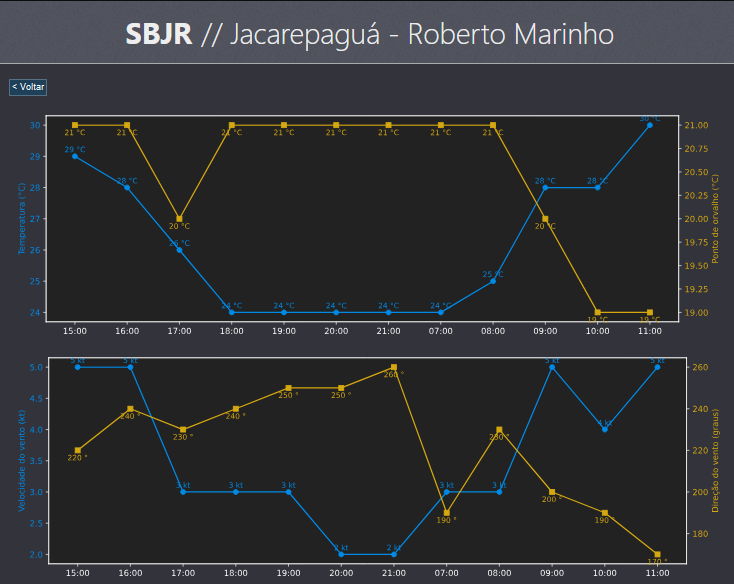 SBJR // Jacarepaguá - Roberto Marinho
< Voltar
Temperatura (°C)
30
29
28
27
26
25
24
29 °C
28 °C
26 °C
24 °C
24 °C
24 °C
24 °C
24 °C
25 °C
28 °C
28 °C
30 °C
21 °C
21 °C
20 °C
21 °C
21 °C
21 °C
21 °C
21 °C
21 °C
20 °C
19 °C
19 °C
21.00
20.75
20.50
20.25
20.00
19.75
19.50
19.25
19.00
Ponto de orvalho (°C)
15:00 16:00 17:00 18:00 19:00 20:00 21:00 07:00 08:00 09:00 10:00 11:00
Velocidade do vento (kt)
5.0
4.5
4.0
3.5
3.0
2.5
2.0
5 kt
5 kt
3 kt
3 kt
3 kt
2 kt
2 kt
3 kt
3 kt
5 kt
4 kt
5 kt
220 °
240 °
230 °
240 °
250 °
250 °
260 °
190 °
230 °
200 °
190 °
170 °
260
240
220
200
180
Direção do vento (graus)
15:00 16:00 17:00 18:00 19:00 20:00 21:00 07:00 08:00 09:00 10:00 11:00